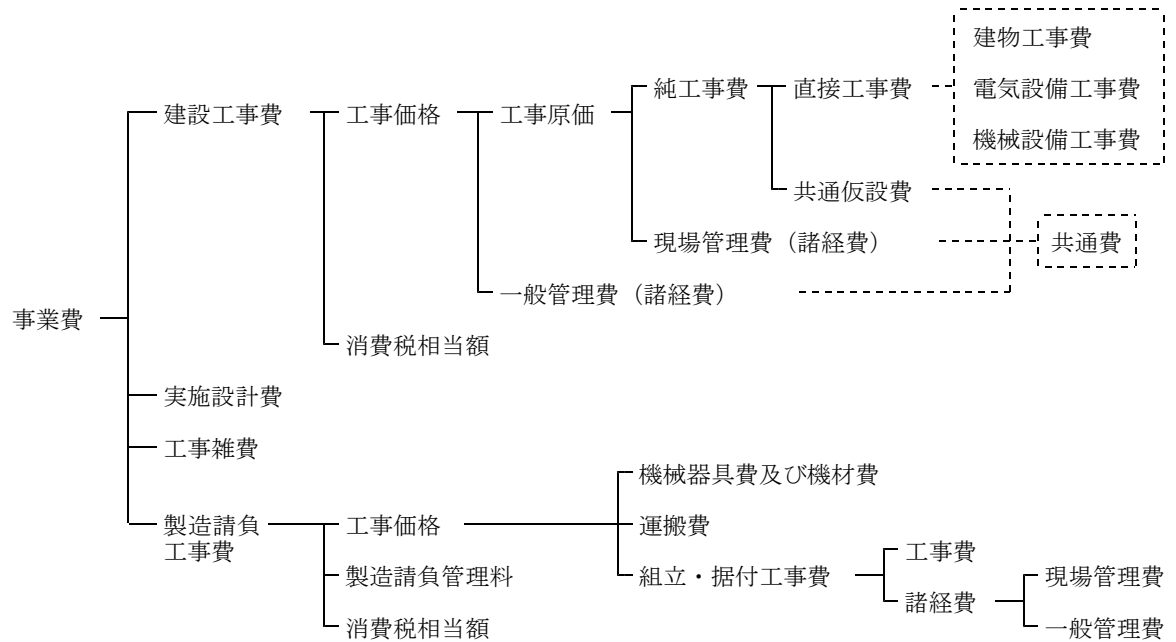 建物工事費
建設工事費
工事価格
工事原価
純工事費
直接工事費
電気設備工事費
機械設備工事費
共通仮設費
現場管理費（諸経費）
共通費
一般管理費（諸経費）
事業費
消費税相当額
実施設計費
工事雑費
機械器具費及び機材費
製造請負
工事費
工事価格
運搬費
工事費
製造請負管理料
組立・据付工事費
諸経費
現場管理費
消費税相当額
一般管理費